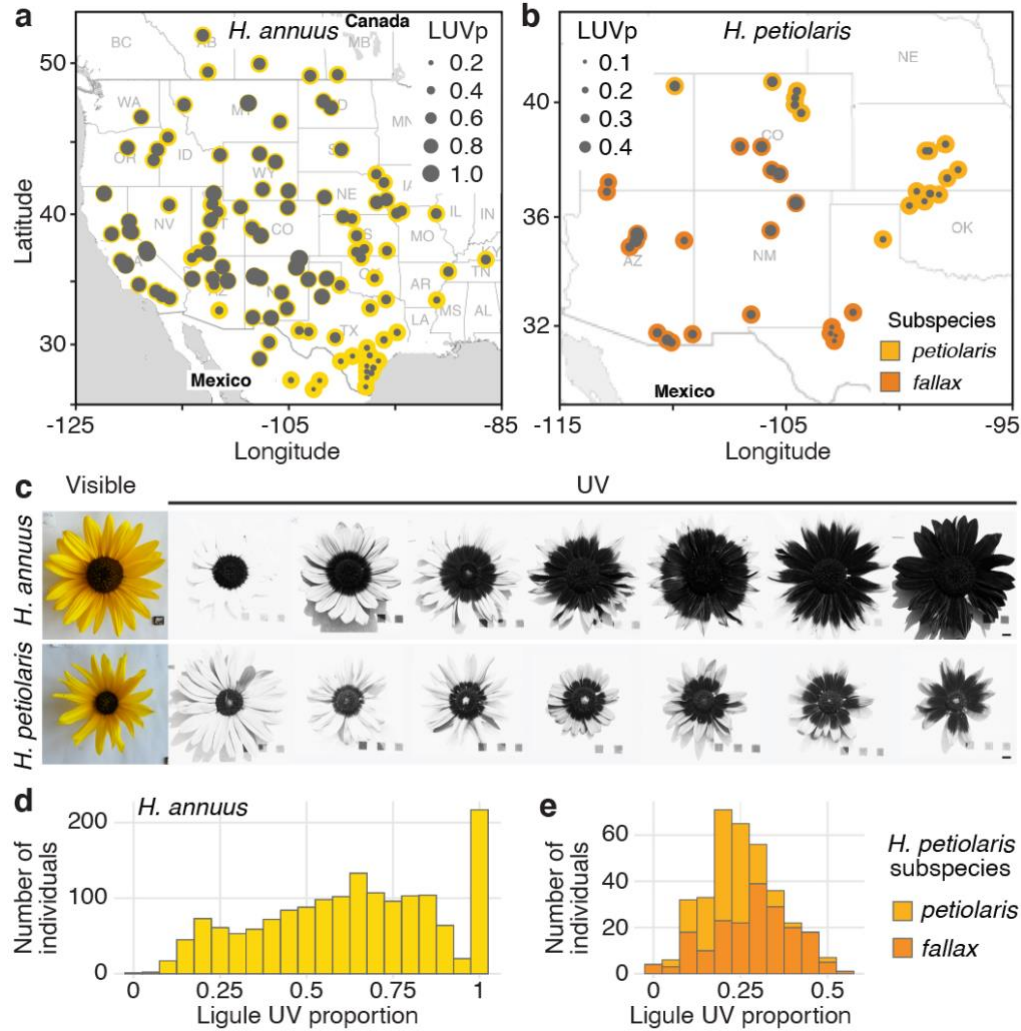 a
H. annuus
Canada
LUVp
0.2
0.4
0.6
0.8
1.0
BC
AB
MB
WA
MN
OR
ID
WY
NE
IA
NV
CO
IL
IN
MO
KY
TN
AR
MS
AL
LA
TX
Mexico
50
40
30
Latitude
-125
-105
-85
Longitude
b
H. petiolaris
LUVp
0.1
0.2
0.3
0.4
NE
CO
OK
AZ
NM
Mexico
Subspecies
petiolaris
fallax
40
36
32
-115
-105
-95
Longitude
c
Visible
UV
H. annuus
H. petiolaris
d
H. annuus
Number of
individuals
200
100
0
0
0.25
0.5
0.75
1
Ligule UV proportion
e
Number of
individuals
60
40
20
0
0
0.25
0.5
Ligule UV proportion
H. petiolaris
subspecies
petiolaris
fallax